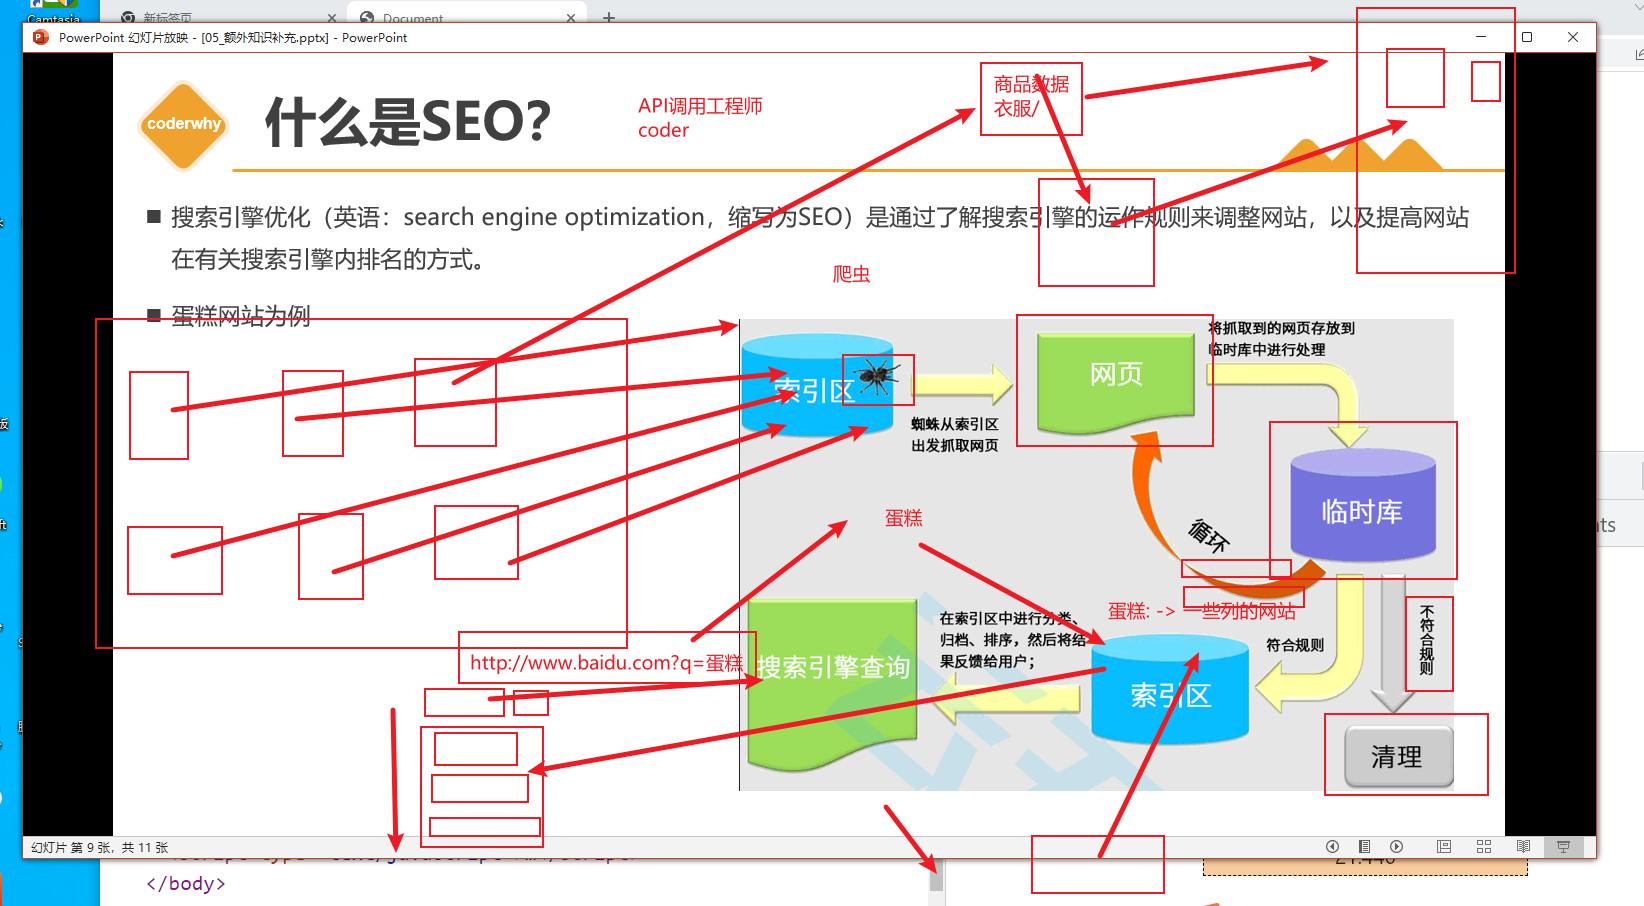 Camtasia
新标签页
Document
PowerPoint 幻灯片放映 - [05_额外知识补充.pptx] - PowerPoint
coderwhy
什么是SEO?
API调用工程师
coder
商品数据
衣服/
搜索引擎优化（英语：search engine optimization，缩写为SEO）是通过了解搜索引擎的运作规则来调整网站，以及提高网站
在有关搜索引擎内排名的方式。
爬虫
蛋糕网站为例
索引区
蜘蛛从索引区
出发抓取网页
网页
将抓取到的网页存放到
临时库中进行处理
临时库
循环
蛋糕
蛋糕: -> 一些列的网站
http://www.baidu.com?q=蛋糕
搜索引擎查询
在索引区中进行分类、
归档、排序，然后将结
果反馈给用户；
索引区
符合规则
不符合规则
清理
幻灯片 第 9 张，共 11 张
</body>